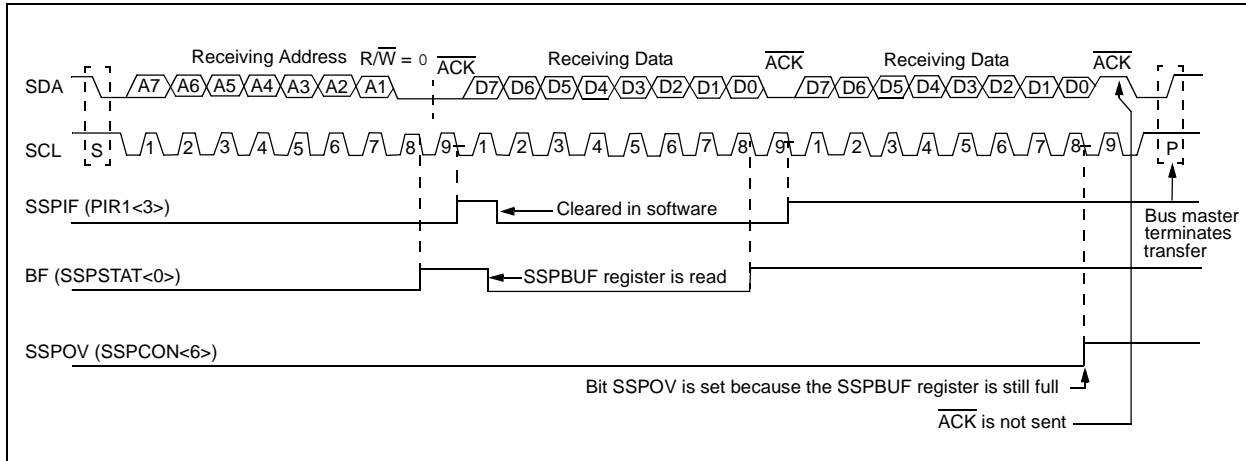 Receiving Address R/W = 0 ACK Receiving Data ACK Receiving Data ACK
SDA A7 A6 A5 A4 A3 A2 A1 D7 D6 D5 D4 D3 D2 D1 D0 D7 D6 D5 D4 D3 D2 D1 D0
SCL S 1 2 3 4 5 6 7 8 9 1 2 3 4 5 6 7 8 9 1 2 3 4 5 6 7 8 9 P
SSPIF (PIR1<3>)
Cleared in software
Bus master
terminates
transfer
BF (SSPSTAT<0>)
SSPBUF register is read
SSPOV (SSPCON<6>)
Bit SSPOV is set because the SSPBUF register is still full
ACK is not sent